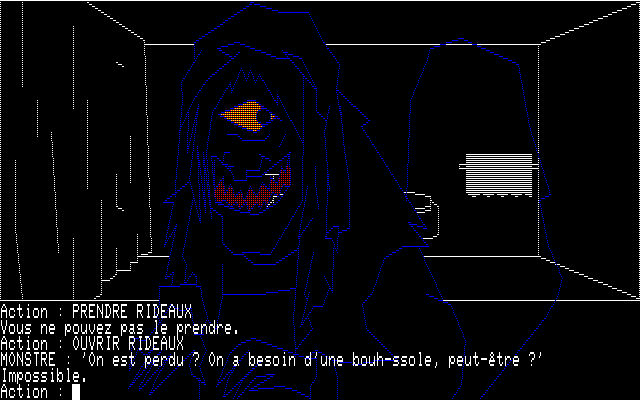 Action : PRENDRE RIDEAUX
Vous ne pouvez pas le prendre.
Action : OUVRIR RIDEAUX
MONSTRE : 'On est perdu ? On a besoin d'une bouh-ssole, peut-être ?'
Impossible.
Action :